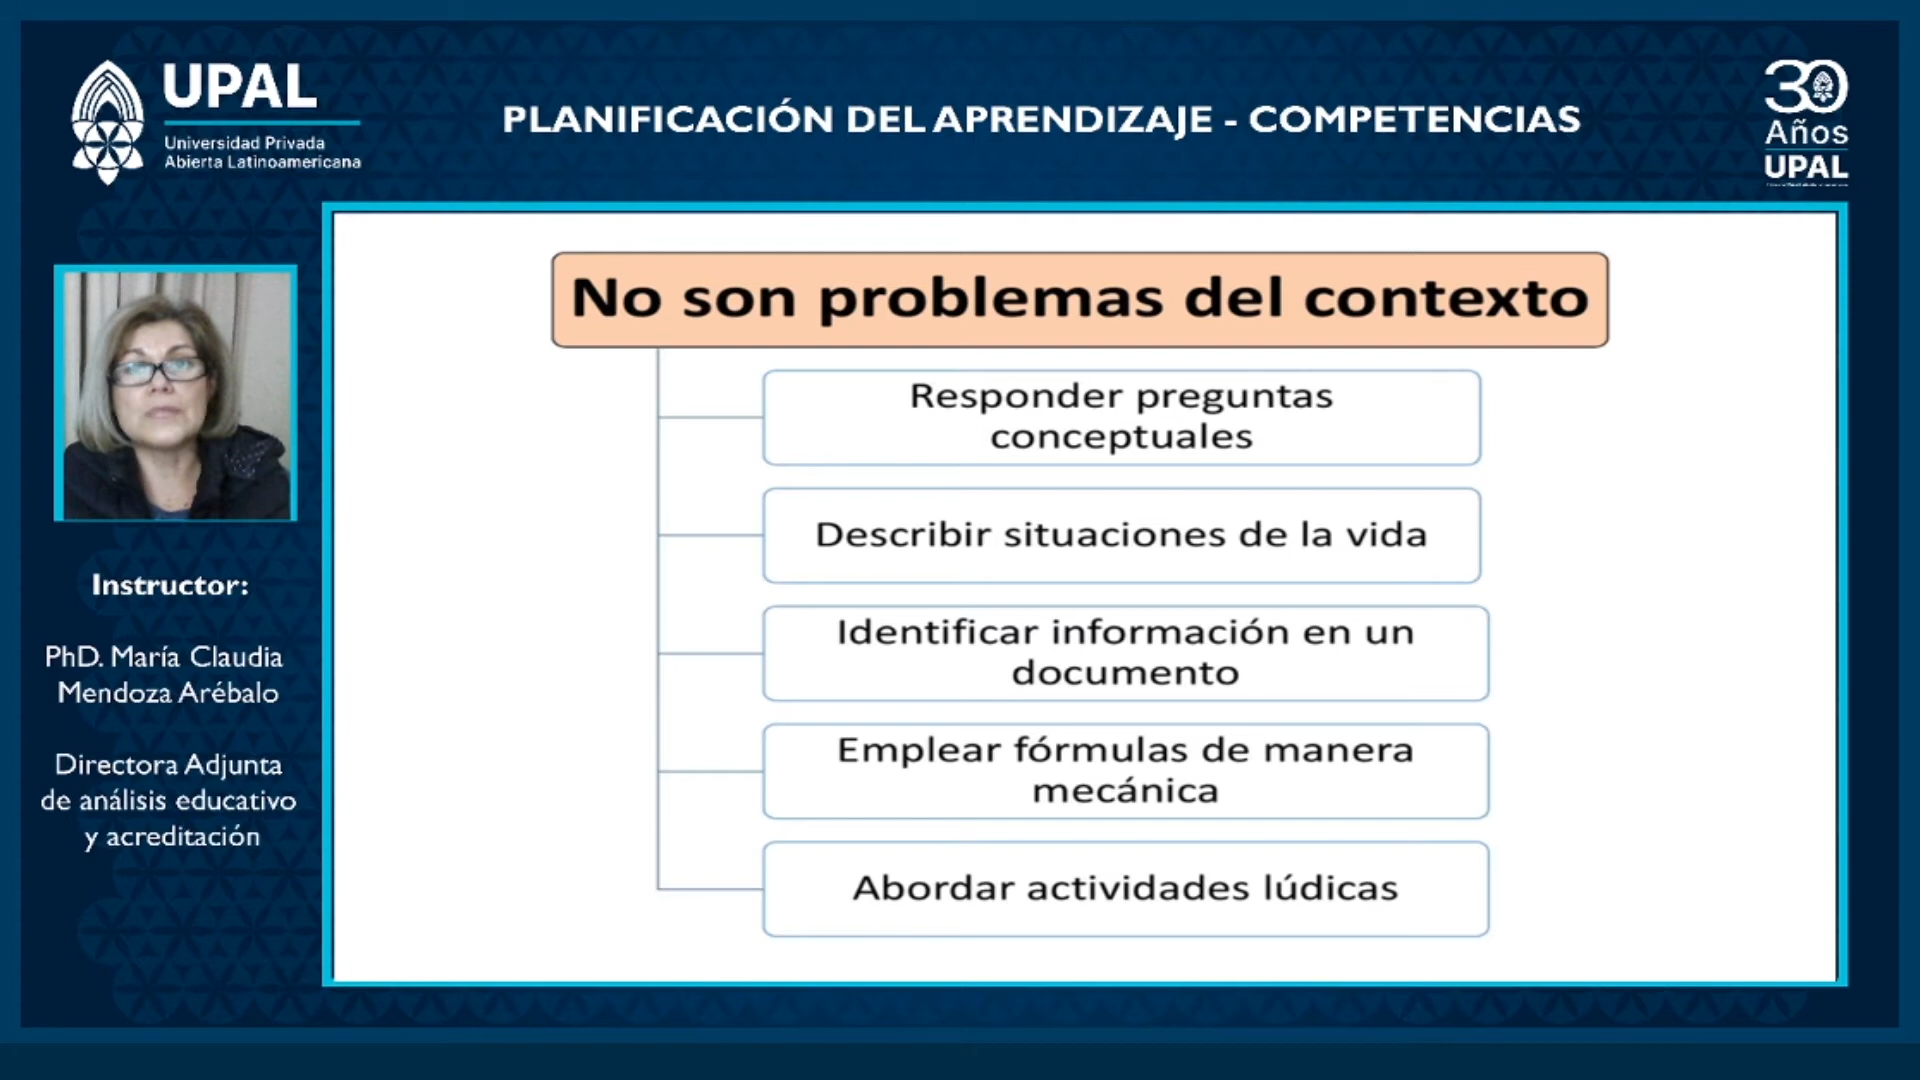 UPAL
Universidad Privada
Abierta Latinoamericana
PLANIFICACIÓN DEL APRENDIZAJE - COMPETENCIAS
30
Años
UPAL
No son problemas del contexto
Responder preguntas
conceptuales
Describir situaciones de la vida
Identificar información en un
documento
Emplear fórmulas de manera
mecánica
Abordar actividades lúdicas
Instructor:
PhD. María Claudia
Mendoza Arébalo
Directora Adjunta
de análisis educativo
y acreditación